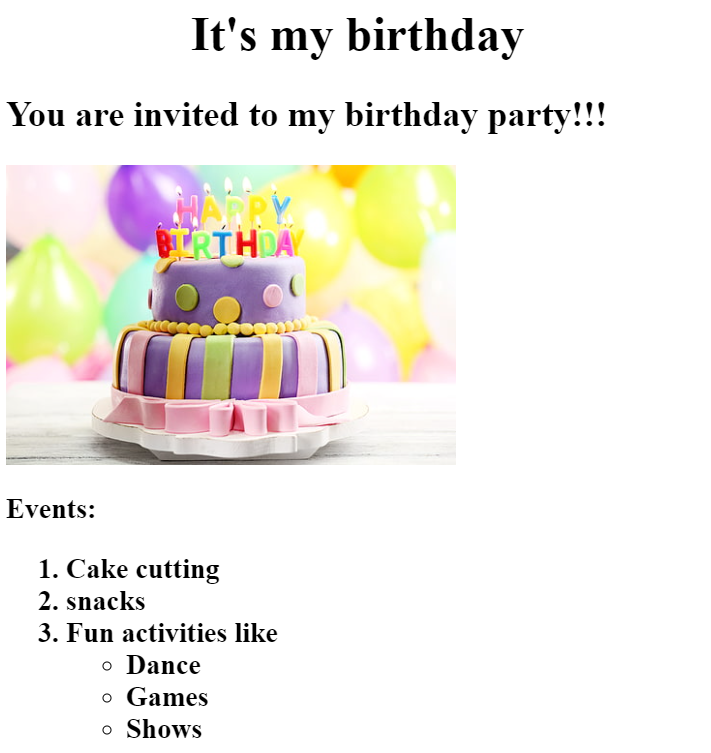 It's my birthday
You are invited to my birthday party!!!
HAPPY
BIRTHDAY
Events:
1. Cake cutting
2. snacks
3. Fun activities like
○ Dance
○ Games
○ Shows